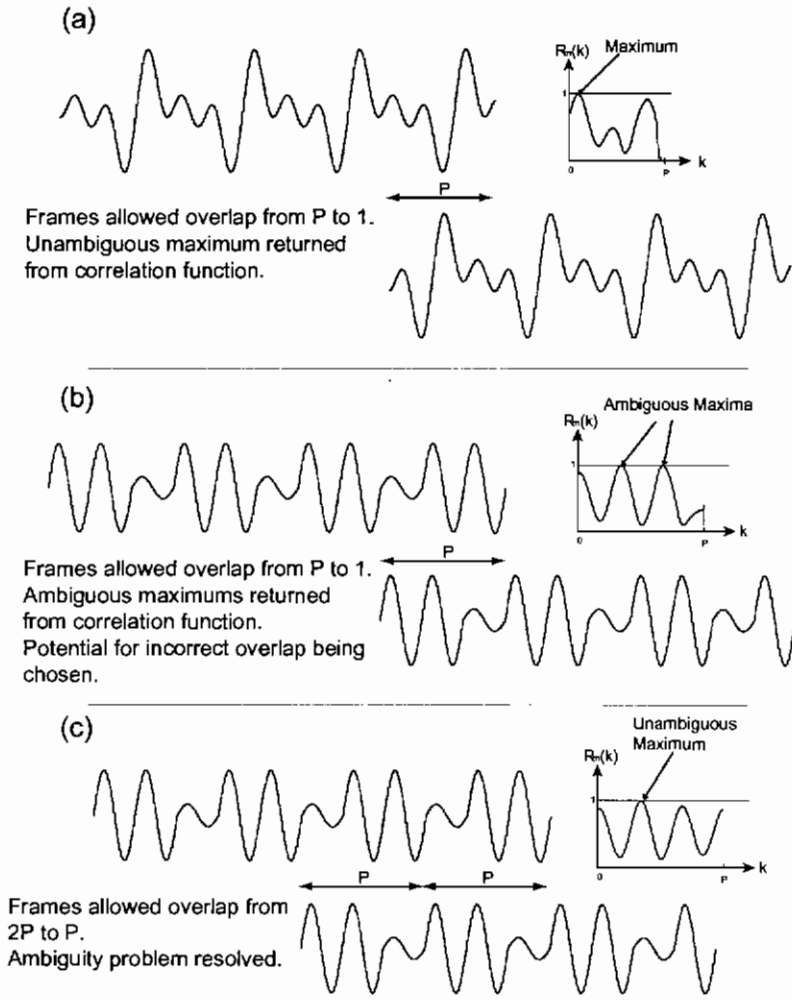 (a)
Rₘ(k)
Maximum
1
0
P
k
P
Frames allowed overlap from P to 1.
Unambiguous maximum returned
from correlation function.
(b)
Ambiguous Maxima
Rₘ(k)
1
0
P
k
P
Frames allowed overlap from P to 1.
Ambiguous maximums returned
from correlation function.
Potential for incorrect overlap being
chosen.
(c)
Unambiguous
Maximum
Rₘ(k)
1
0
P
k
P
P
Frames allowed overlap from
2P to P.
Ambiguity problem resolved.